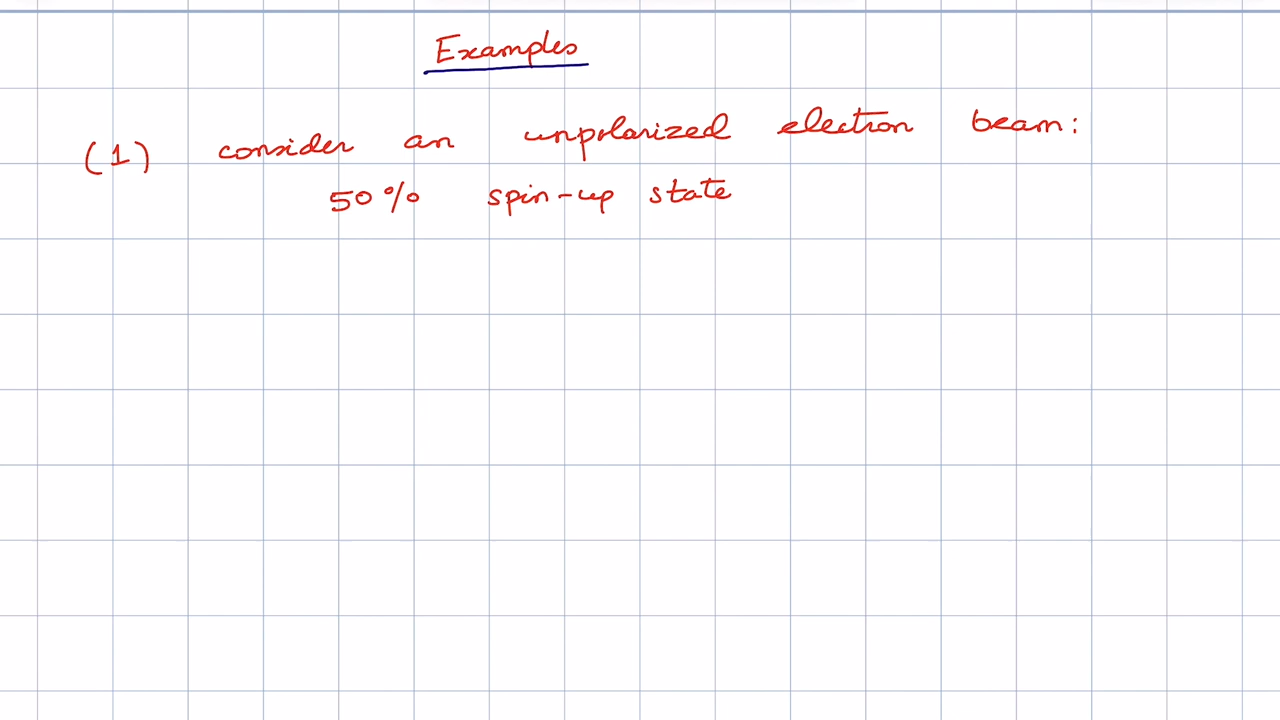 Examples
(1) consider an unpolarized electron beam:
50% spin-up state